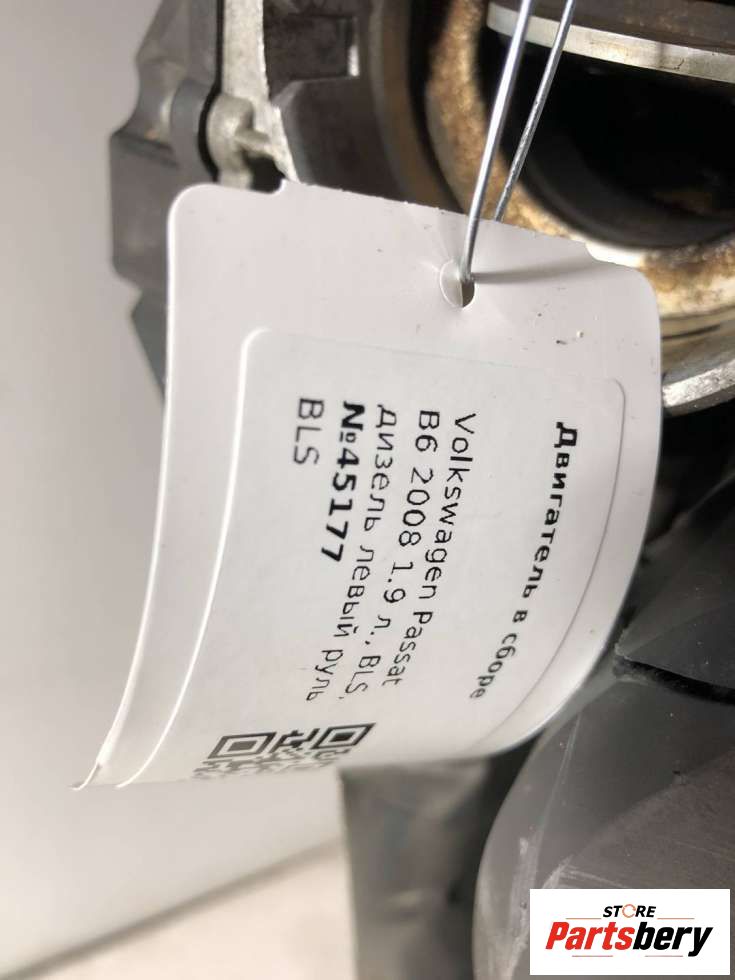 Двигатель в сборе
Volkswagen Passat
B6 2008 1.9 л., BLS,
дизель левый руль
№45177
BLS
STORE
Partsbery